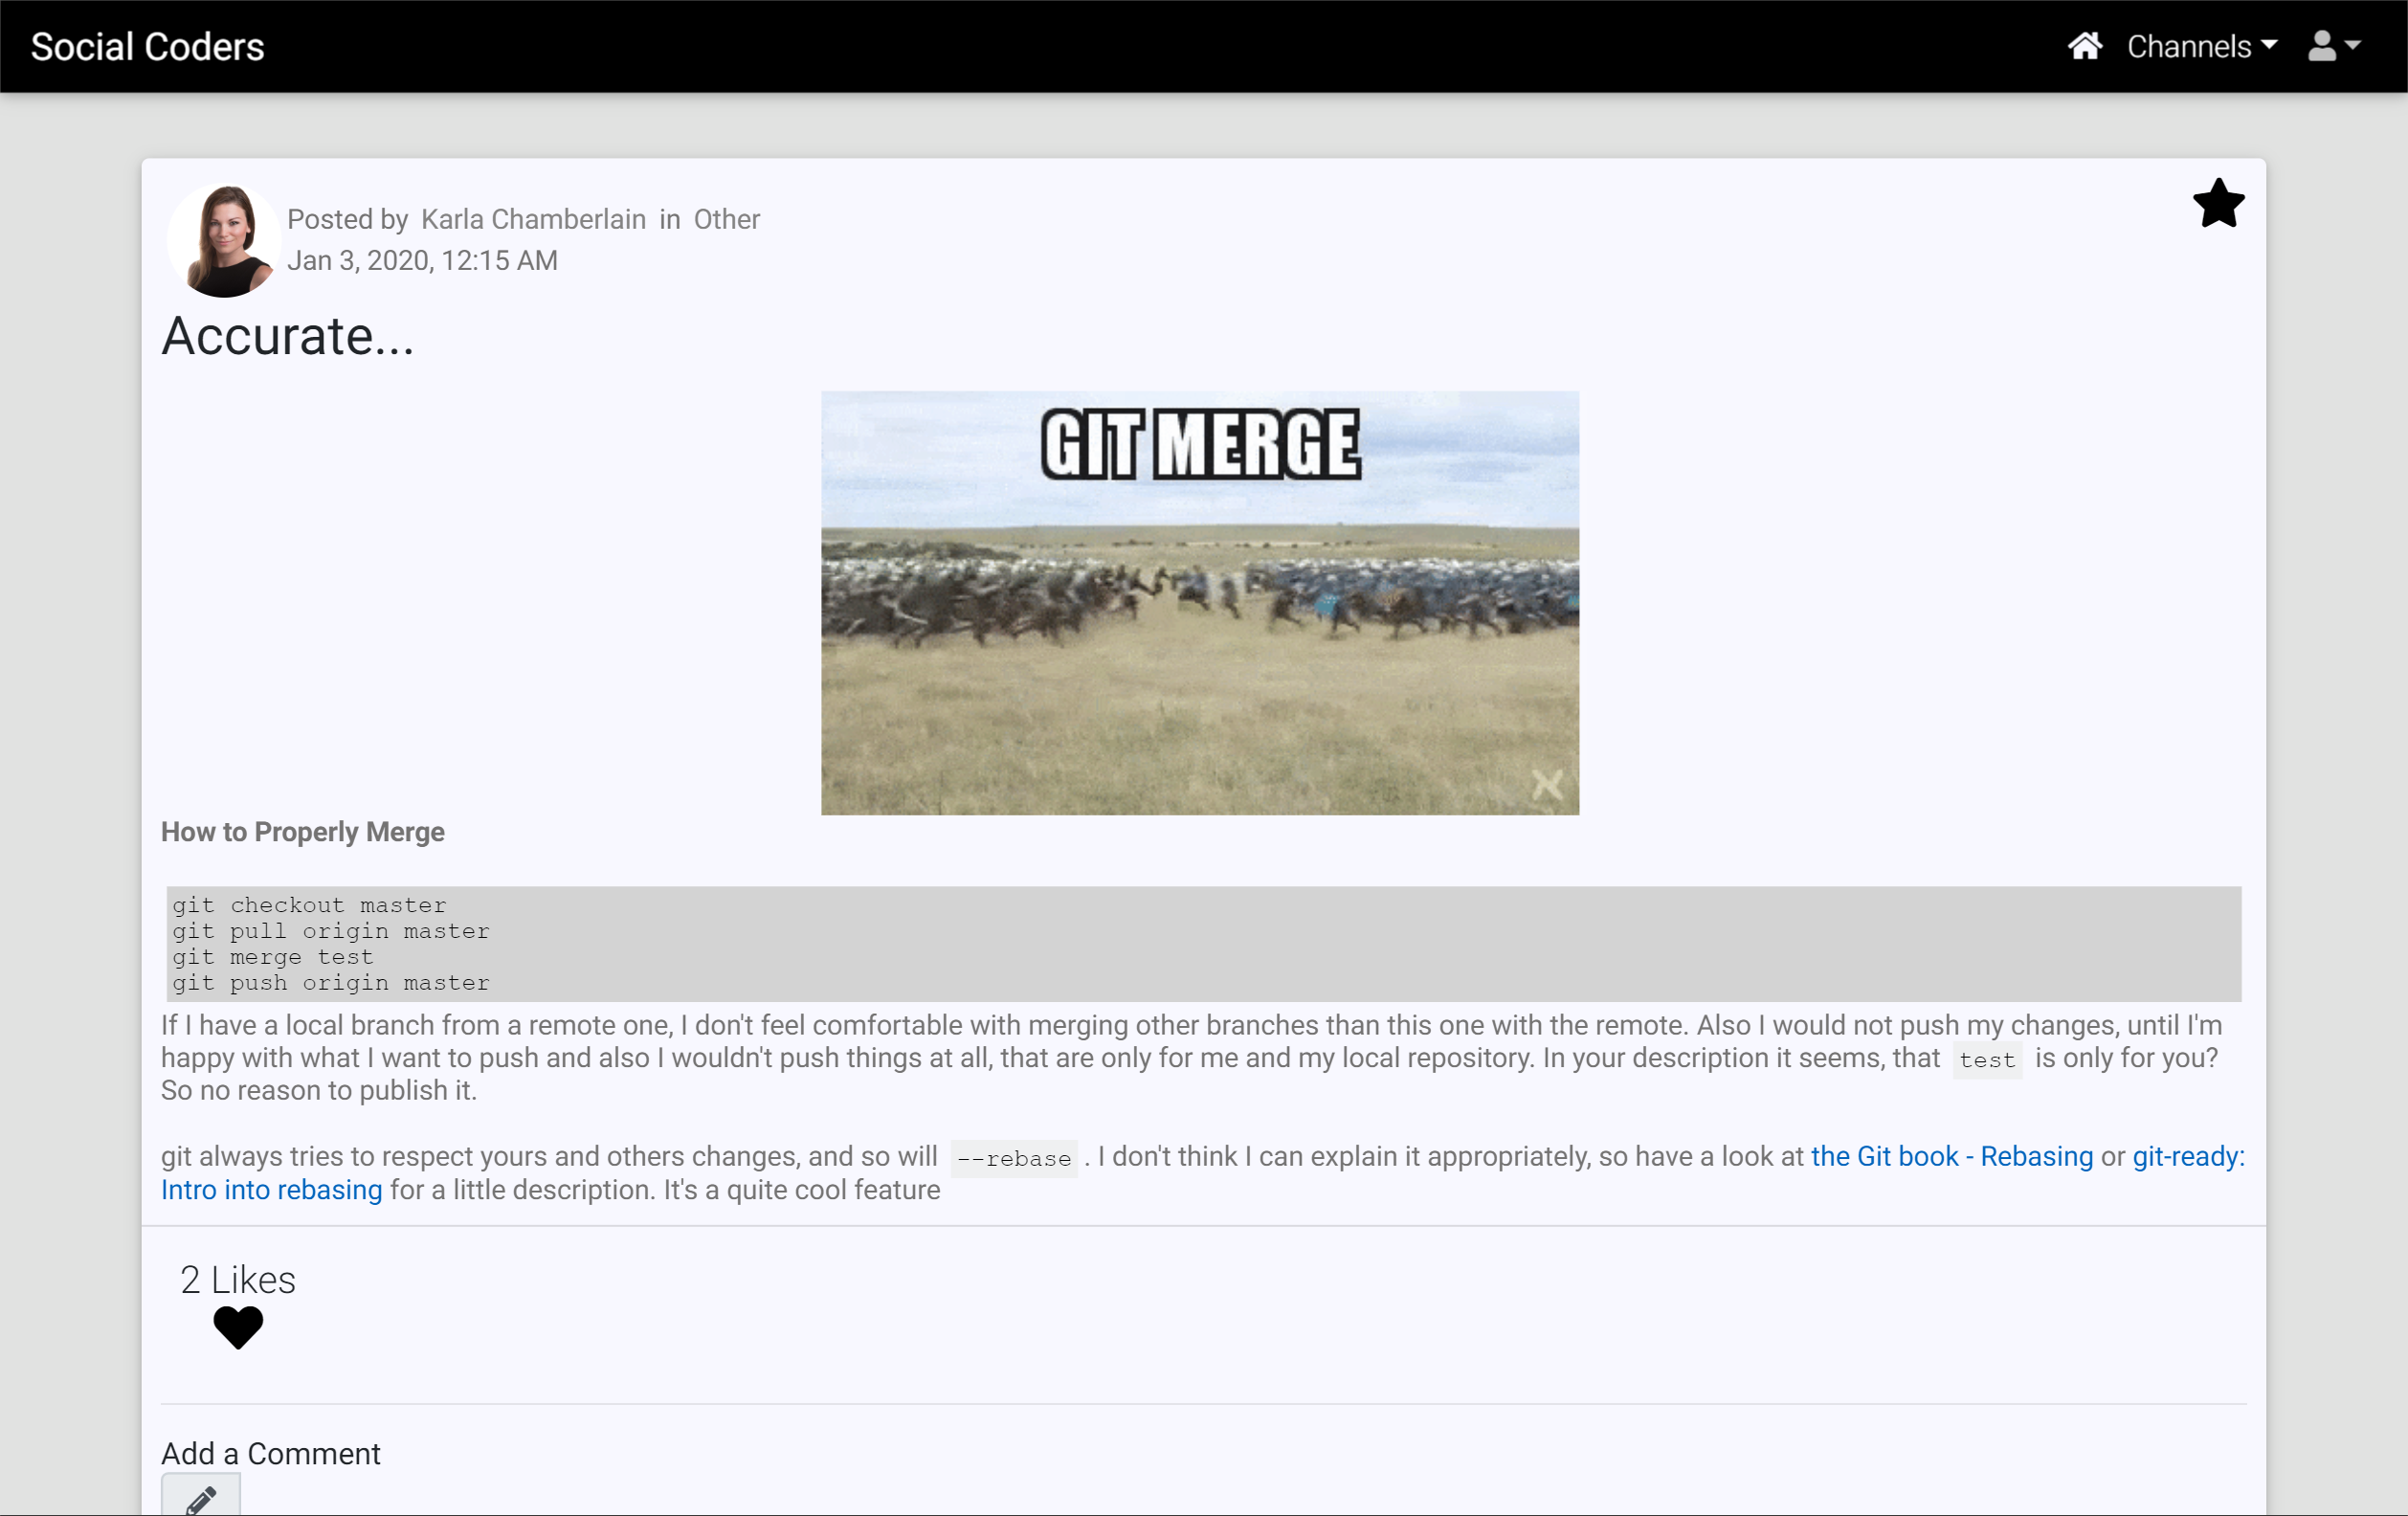 Social Coders
Channels
Posted by Karla Chamberlain in Other
Jan 3, 2020, 12:15 AM
Accurate...
GIT MERGE
How to Properly Merge
git checkout master
git pull origin master
git merge test
git push origin master
If I have a local branch from a remote one, I don't feel comfortable with merging other branches than this one with the remote. Also I would not push my changes, until I'm
happy with what I want to push and also I wouldn't push things at all, that are only for me and my local repository. In your description it seems, that test is only for you?
So no reason to publish it.
git always tries to respect yours and others changes, and so will --rebase . I don't think I can explain it appropriately, so have a look at the Git book - Rebasing or git-ready:
Intro into rebasing for a little description. It's a quite cool feature
2 Likes
Add a Comment